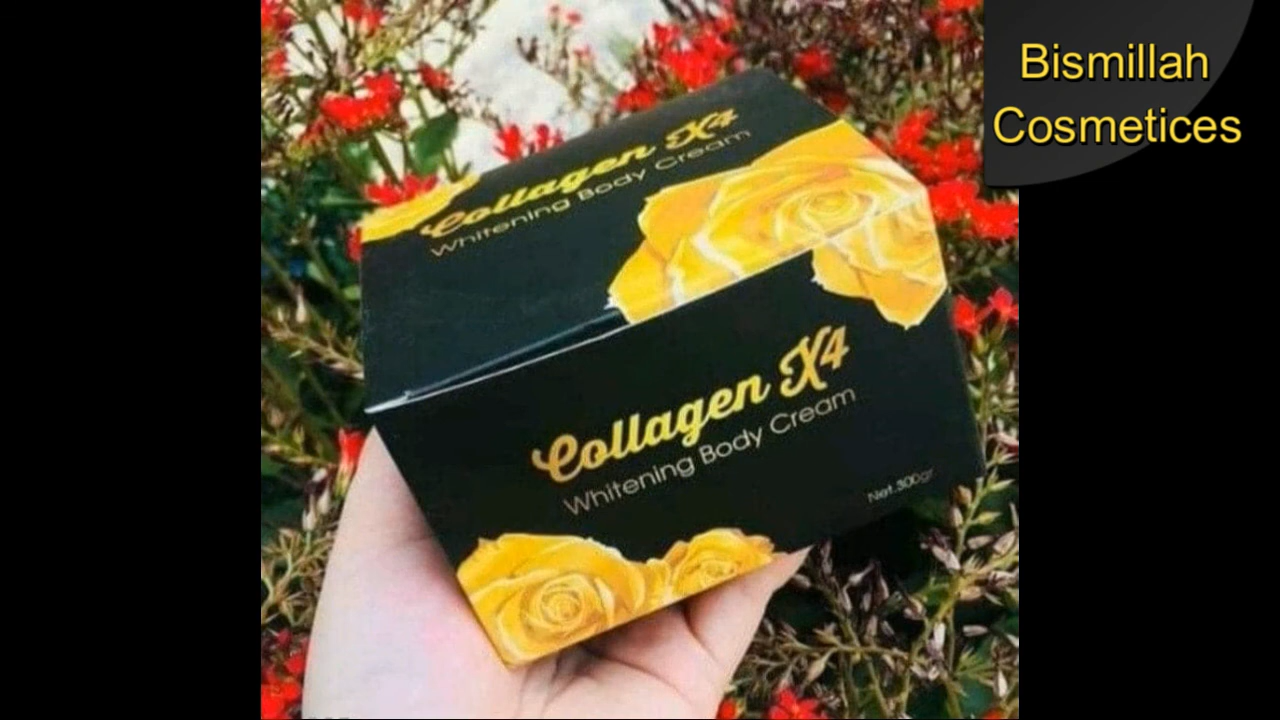 Bismillah
Cosmetices
Collagen X4
Whitening Body Cream
Collagen X4
Whitening Body Cream
Net.300gr